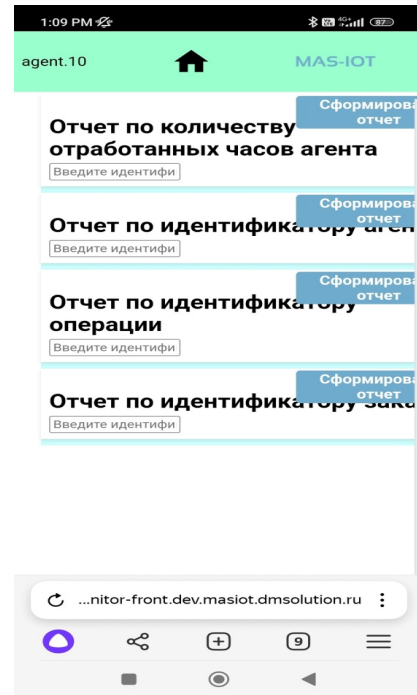 1:09 PM
4G+
87
agent.10
MAS-IOT
Сформирова
отчет
Отчет по количеству
отработанных часов агента
Введите идентифи
Сформирова
отчет
Отчет по идентификатору аген
Введите идентифи
Сформирова
отчет
Отчет по идентификатору
операции
Введите идентифи
Сформирова
отчет
Отчет по идентификатору зака
Введите идентифи
...nitor-front.dev.masiot.dmsolution.ru
9